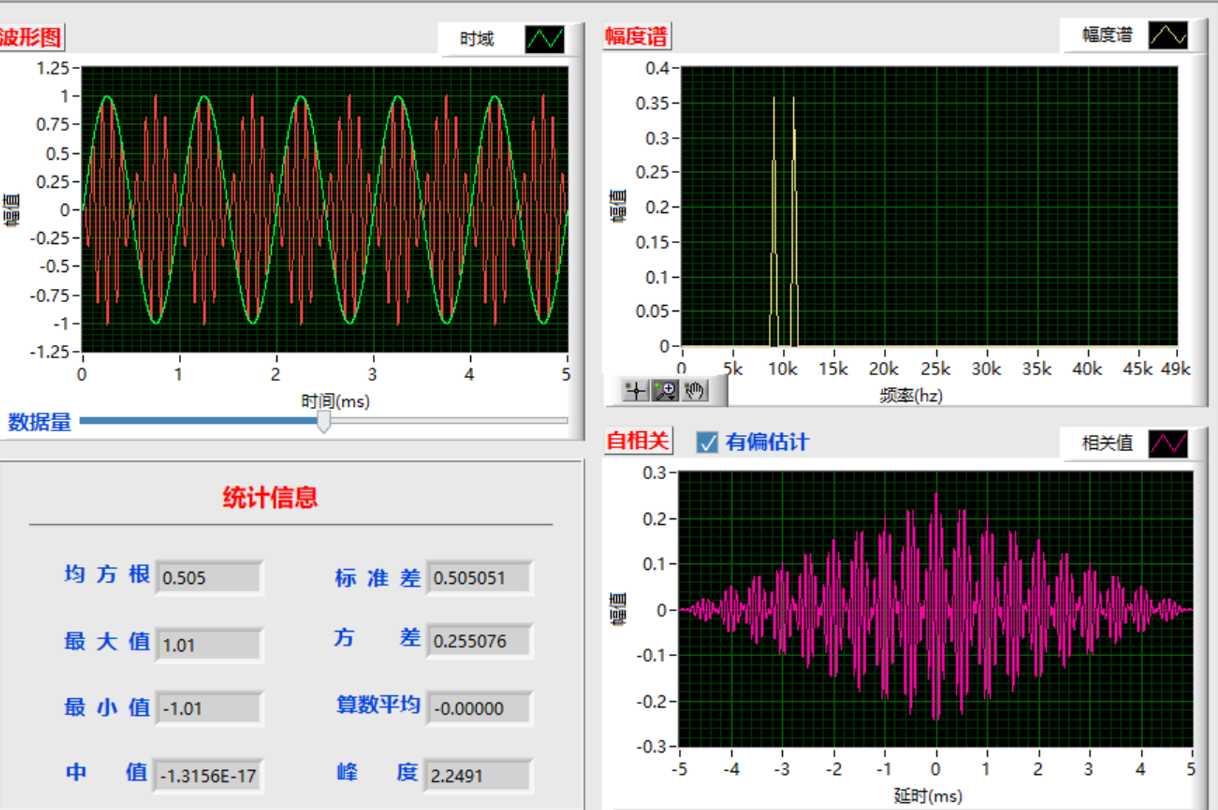 波形图
时域
1.25
1
0.75
0.5
0.25
0
-0.25
-0.5
-0.75
-1
-1.25
幅值
0 1 2 3 4 5
时间(ms)
数据量
幅度谱
幅度谱
0.4
0.35
0.3
0.25
0.2
0.15
0.1
0.05
0
幅值
0 5k 10k 15k 20k 25k 30k 35k 40k 45k 49k
频率(hz)
统计信息
均方根 0.505 标准差 0.505051
最大值 1.01 方差 0.255076
最小值 -1.01 算数平均 -0.00000
中值 -1.3156E-17 峰度 2.2491
自相关 有偏估计
相关值
0.3
0.2
0.1
0
-0.1
-0.2
-0.3
幅值
-5 -4 -3 -2 -1 0 1 2 3 4 5
延时(ms)